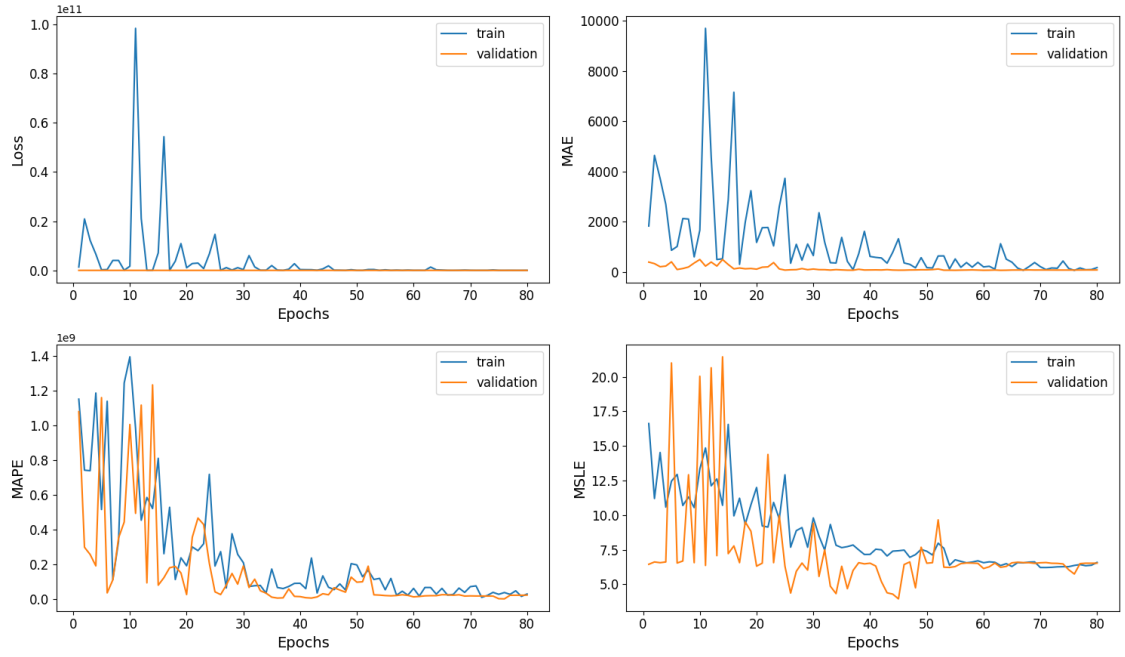 1e11
1.0
0.8
0.6
0.4
0.2
0.0
Loss
0 10 20 30 40 50 60 70 80
Epochs
train
validation
10000
8000
6000
4000
2000
0
MAE
0 10 20 30 40 50 60 70 80
Epochs
train
validation
1e9
1.4
1.2
1.0
0.8
0.6
0.4
0.2
0.0
MAPE
0 10 20 30 40 50 60 70 80
Epochs
train
validation
20.0
17.5
15.0
12.5
10.0
7.5
5.0
MSLE
0 10 20 30 40 50 60 70 80
Epochs
train
validation